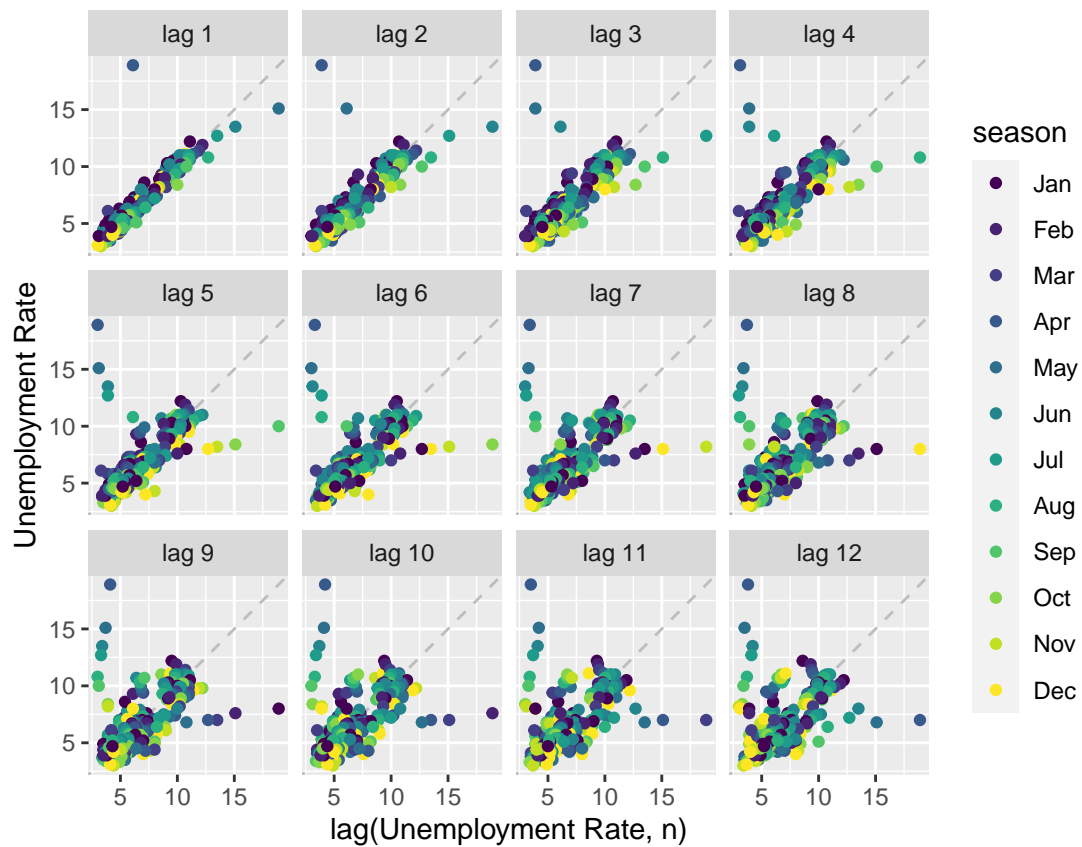 lag 1 lag 2 lag 3 lag 4
15
10
5
lag 5 lag 6 lag 7 lag 8
15
10
5
lag 9 lag 10 lag 11 lag 12
15
10
5
5 10 15 5 10 15 5 10 15 5 10 15
lag(Unemployment Rate, n)
Unemployment Rate
season
Jan
Feb
Mar
Apr
May
Jun
Jul
Aug
Sep
Oct
Nov
Dec